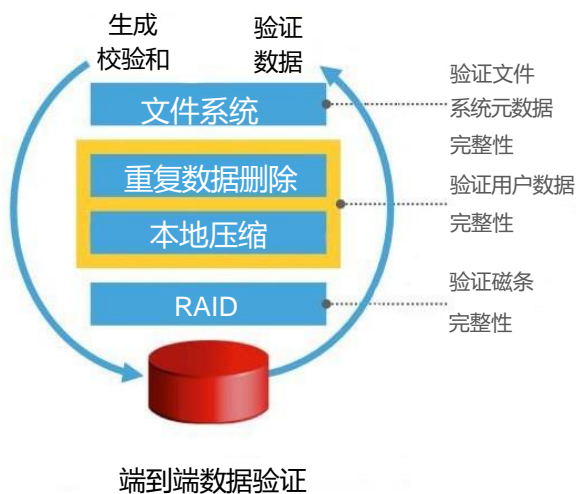 生成
校验和
验证
数据
文件系统
重复数据删除
本地压缩
RAID
验证文件
系统元数据
完整性
验证用户数据
完整性
验证磁条
完整性
端到端数据验证